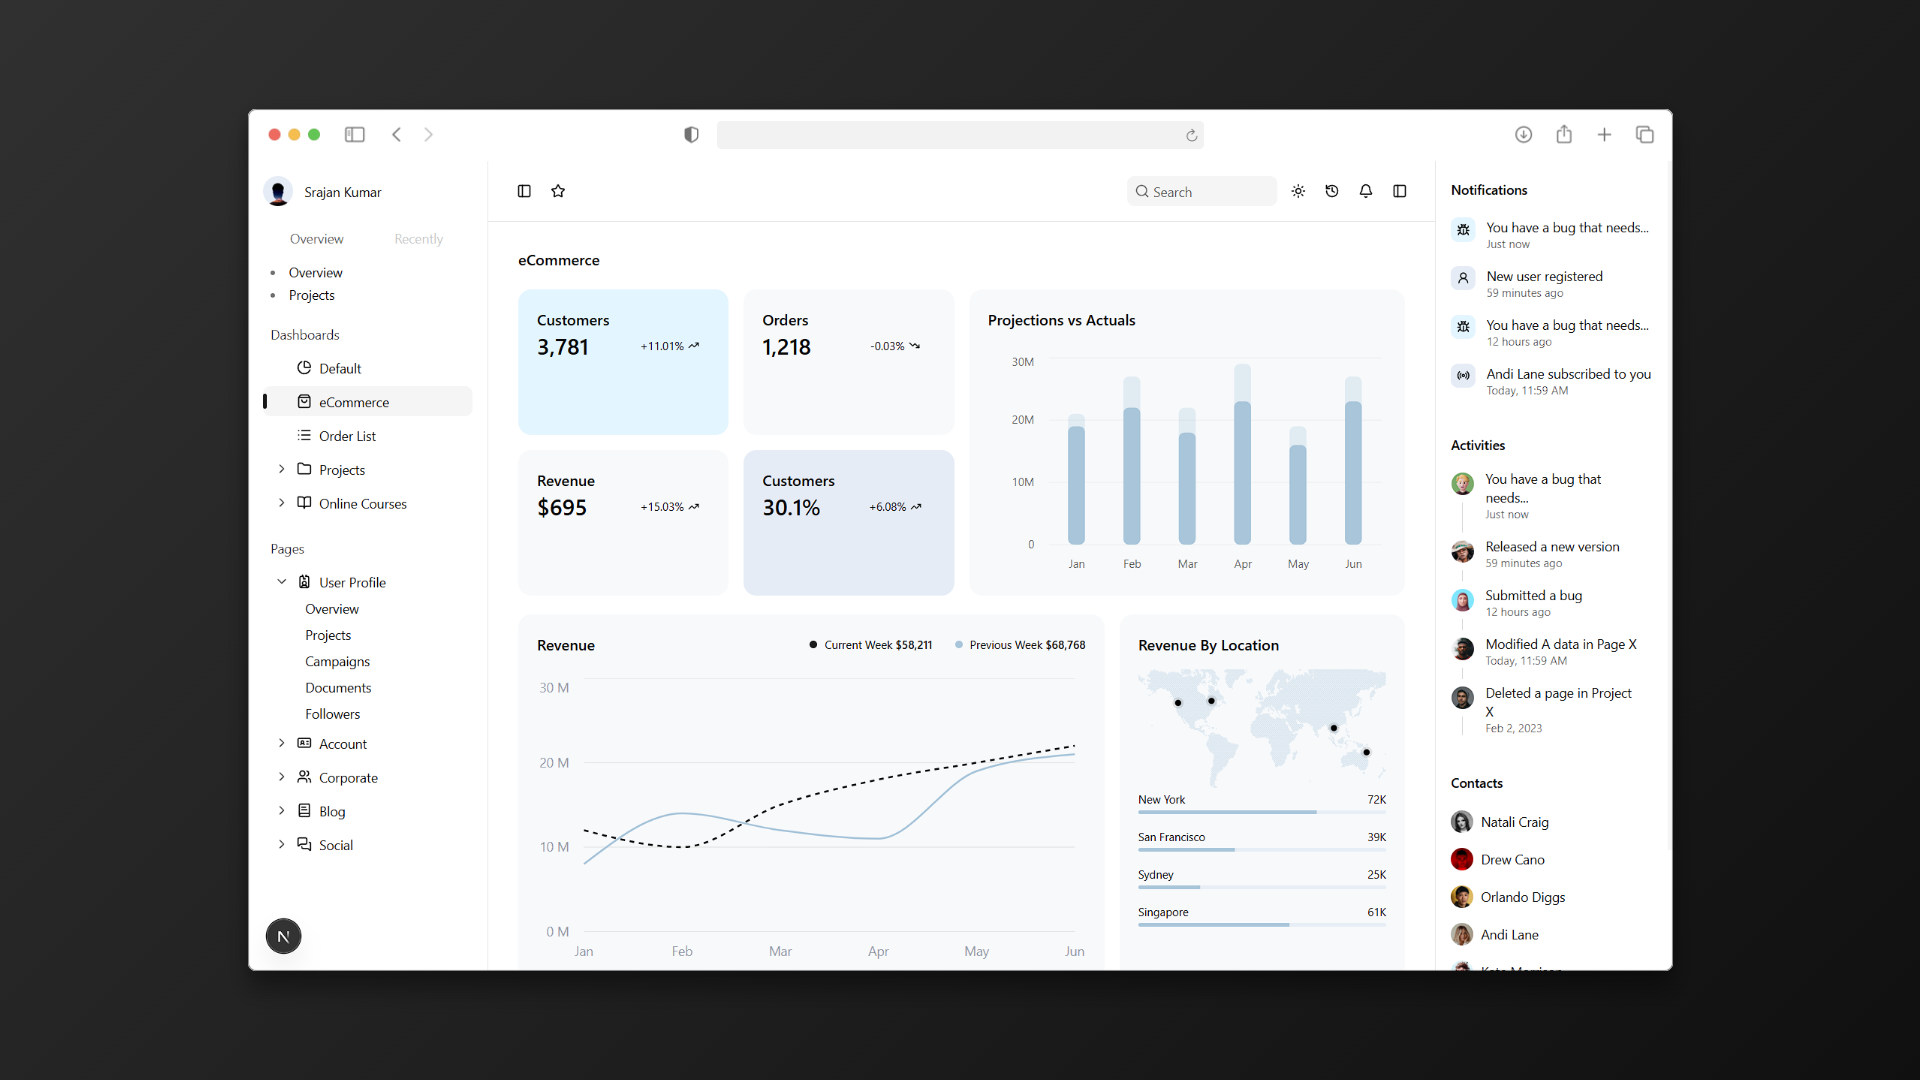 Srajan Kumar
Overview
Recently
Overview
Projects
Dashboards
Default
eCommerce
Order List
Projects
Online Courses
Pages
User Profile
Overview
Projects
Campaigns
Documents
Followers
Account
Corporate
Blog
Social
N
Search
eCommerce
Customers
3,781
+11.01%
Orders
1,218
-0.03%
Revenue
$695
+15.03%
Customers
30.1%
+6.08%
Projections vs Actuals
30M
20M
10M
0
Jan Feb Mar Apr May Jun
Revenue
Current Week $58,211
Previous Week $68,768
30 M
20 M
10 M
0 M
Jan Feb Mar Apr May Jun
Revenue By Location
New York 72K
San Francisco 39K
Sydney 25K
Singapore 61K
Notifications
You have a bug that needs...
Just now
New user registered
59 minutes ago
You have a bug that needs...
12 hours ago
Andi Lane subscribed to you
Today, 11:59 AM
Activities
You have a bug that
needs...
Just now
Released a new version
59 minutes ago
Submitted a bug
12 hours ago
Modified A data in Page X
Today, 11:59 AM
Deleted a page in Project
X
Feb 2, 2023
Contacts
Natali Craig
Drew Cano
Orlando Diggs
Andi Lane